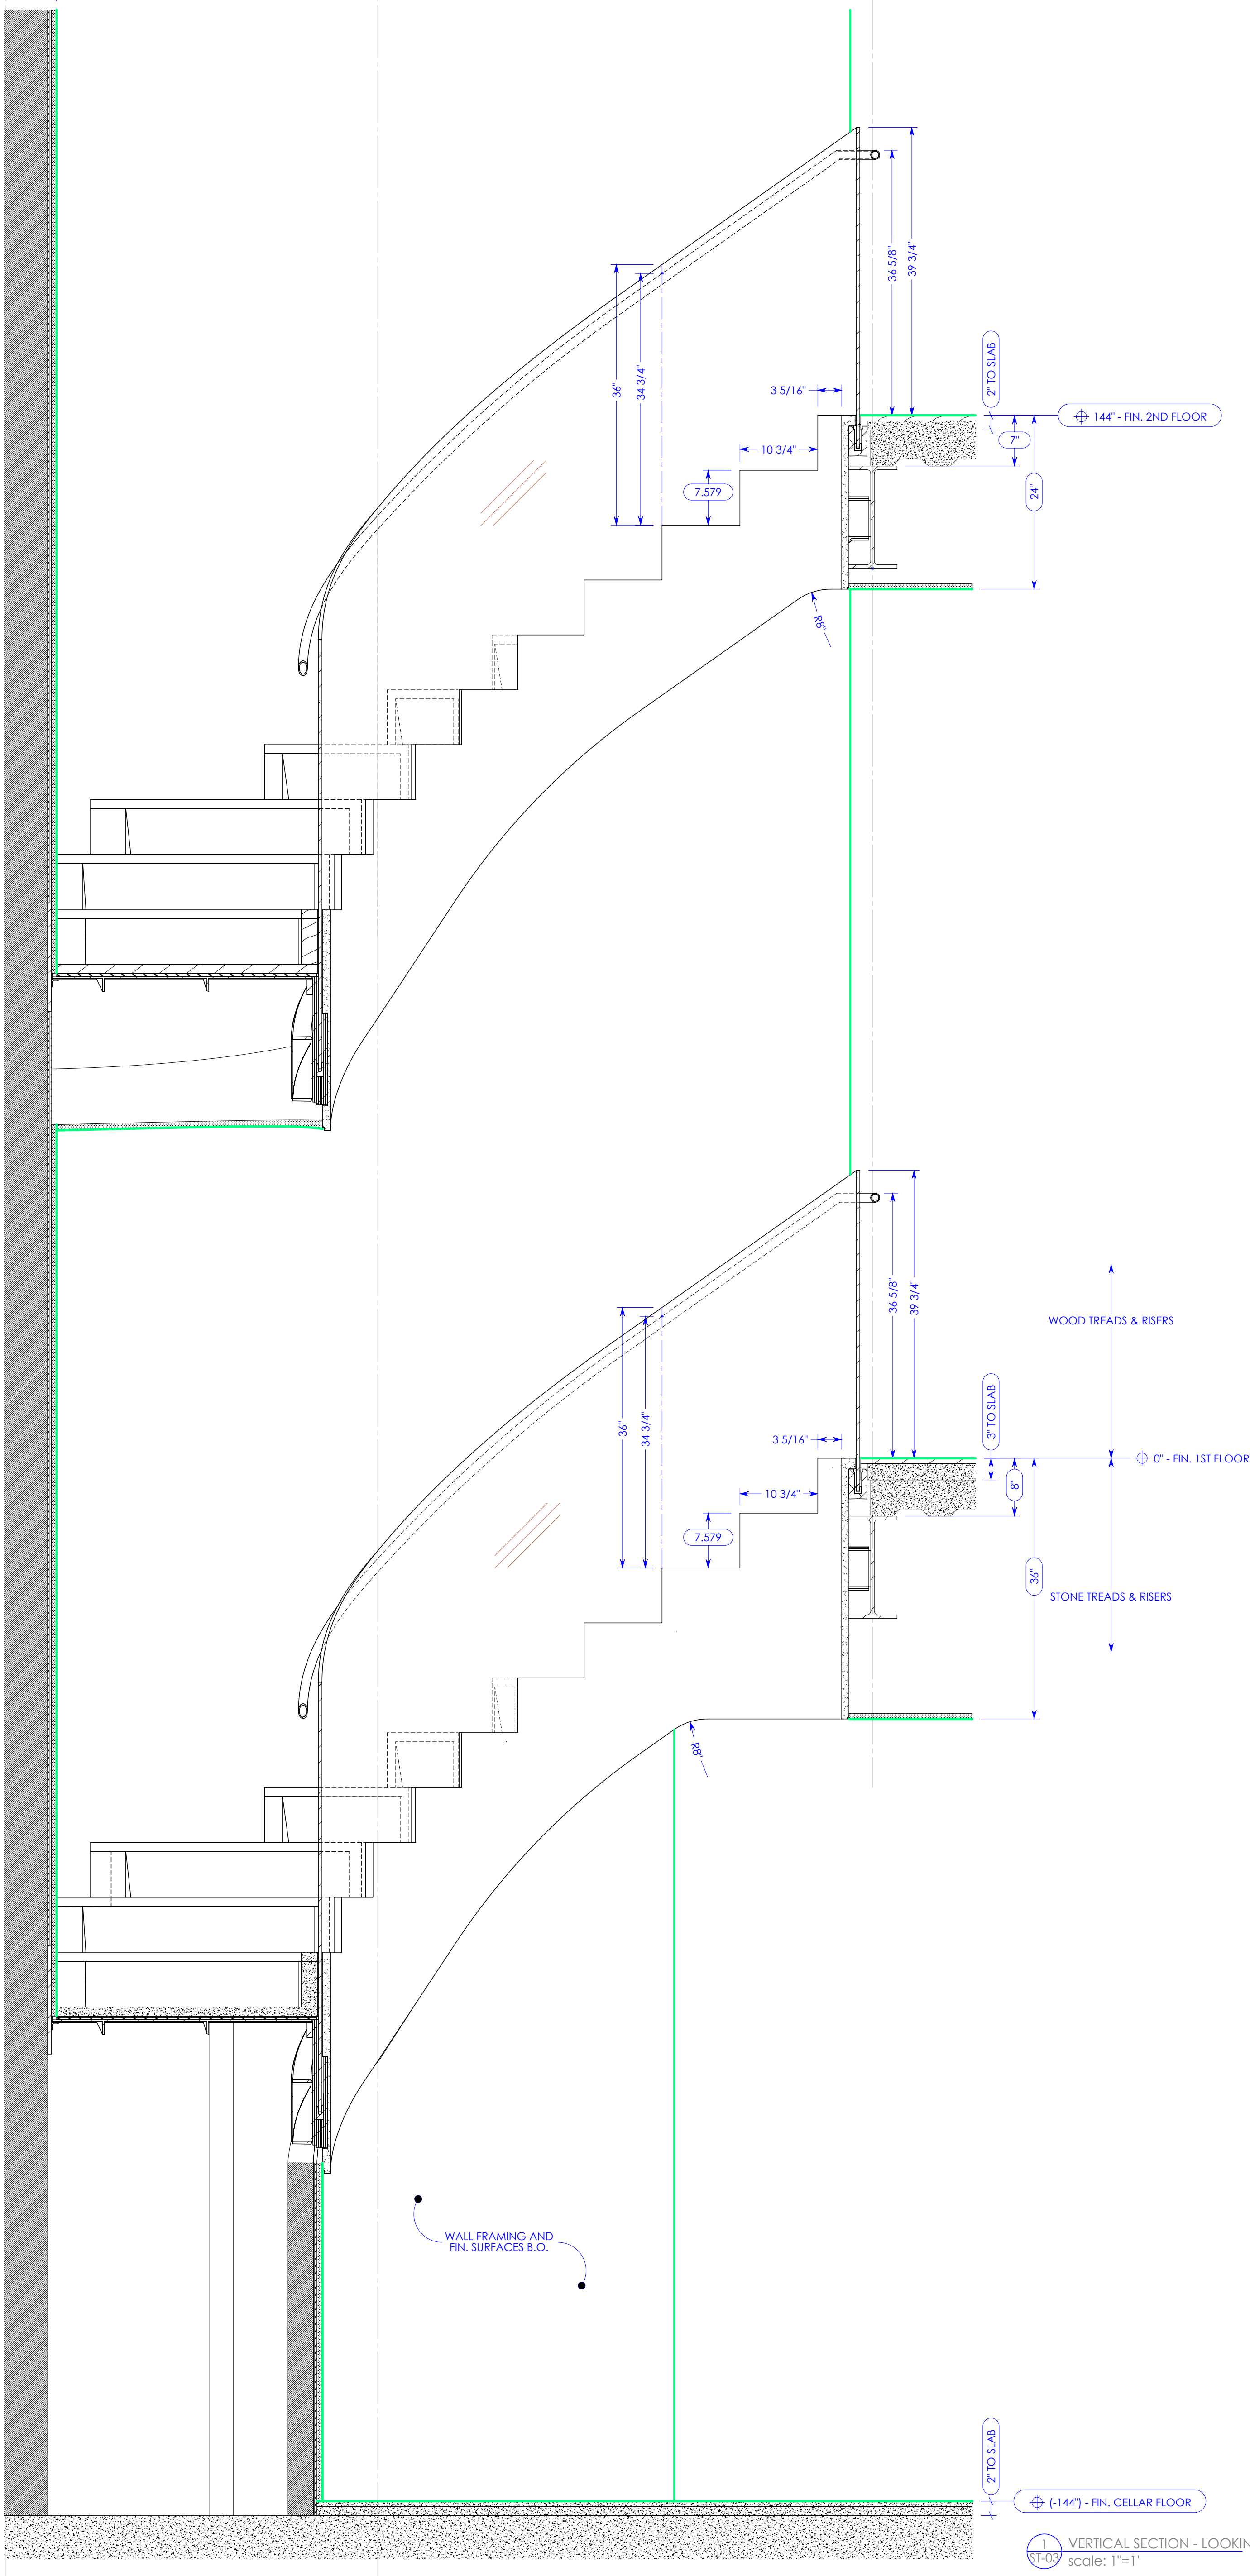 36 5/8"
39 3/4"
36"
34 3/4"
2" TO SLAB
3 5/16"
144" - FIN. 2ND FLOOR
7"
10 3/4"
7.579
24"
R8"
36 5/8"
39 3/4"
WOOD TREADS & RISERS
36"
34 3/4"
3" TO SLAB
3 5/16"
0" - FIN. 1ST FLOOR
8"
10 3/4"
7.579
36"
STONE TREADS & RISERS
R8"
WALL FRAMING AND
FIN. SURFACES B.O.
2" TO SLAB
(-144") - FIN. CELLAR FLOOR
1
ST-03
VERTICAL SECTION - LOOKIN
scale: 1"=1'